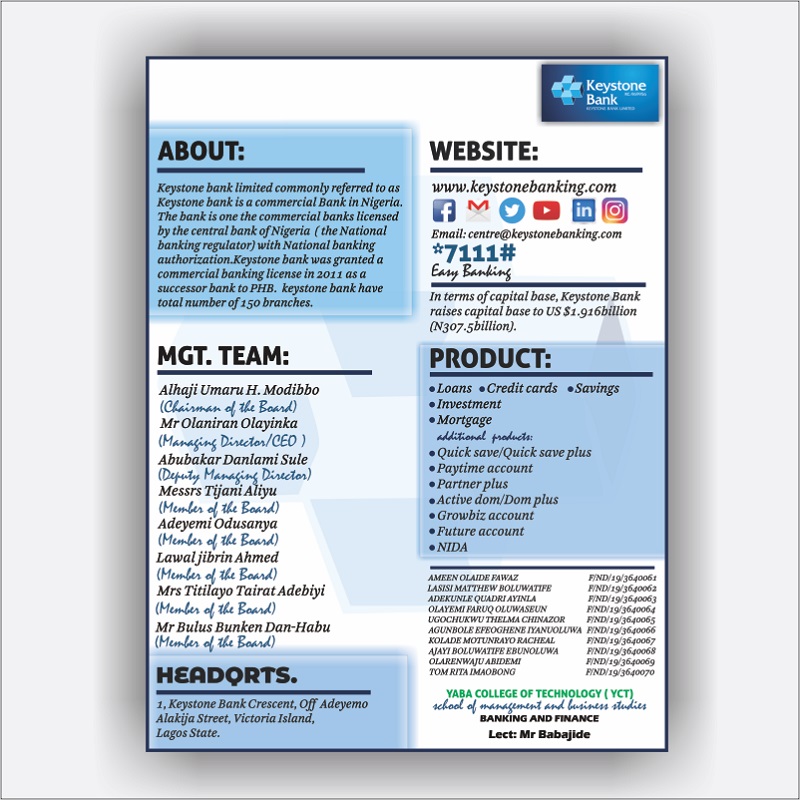 Keystone
Bank
KEYSTONE BANK LIMITED
ABOUT:
Keystone bank limited commonly referred to as
Keystone bank is a commercial Bank in Nigeria.
The bank is one the commercial banks licensed
by the central bank of Nigeria ( the National
banking regulator) with National banking
authorization.Keystone bank was granted a
commercial banking license in 2011 as a
successor bank to PHB. keystone bank have
total number of 150 branches.
MGT. TEAM:
Alhaji Umaru H. Modibbo
(Chairman of the Board)
Mr Olaniran Olayinka
(Managing Director/CEO )
Abubakar Danlami Sule
(Deputy Managing Director)
Messrs Tijani Aliyu
(Member of the Board)
Adeyemi Odusanya
(Member of the Board)
Lawal jibrin Ahmed
(Member of the Board)
Mrs Titilayo Tairat Adebiyi
(Member of the Board)
Mr Bulus Bunken Dan-Habu
(Member of the Board)
HEADQRTS.
1, Keystone Bank Crescent, Off Adeyemo
Alakija Street, Victoria Island,
Lagos State.
WEBSITE:
www.keystonebanking.com
Email: centre@keystonebanking.com
*7111#
Easy Banking
In terms of capital base, Keystone Bank
raises capital base to US $1.916billion
(N307.5billion).
PRODUCT:
• Loans • Credit cards • Savings
• Investment
• Mortgage
additional products:
• Quick save/Quick save plus
• Paytime account
• Partner plus
• Active dom/Dom plus
• Growbiz account
• Future account
• NIDA
AMEEN OLAIDE FAWAZ F/ND/19/3640061
LASISI MATTHEW BOLUWATIFE F/ND/19/3640062
ADEKUNLE QUADRI AYINLA F/ND/19/3640063
OLAYEMI FARUQ OLUWASEUN F/ND/19/3640064
UGOCHUKWU THELMA CHINAZOR F/ND/19/3640065
AGUNBOLE EFEOGHENE IYANUOLUWA F/ND/19/3640066
KOLADE MOTUNRAYO RACHEAL F/ND/19/3640067
AJAYI BOLUWATIFE EBUNOLUWA F/ND/19/3640068
OLARENWAJU ABIDEMI F/ND/19/3640069
TOM RITA IMAOBONG F/ND/19/3640070
YABA COLLEGE OF TECHNOLOGY ( YCT)
school of management and business studies
BANKING AND FINANCE
Lect: Mr Babajide